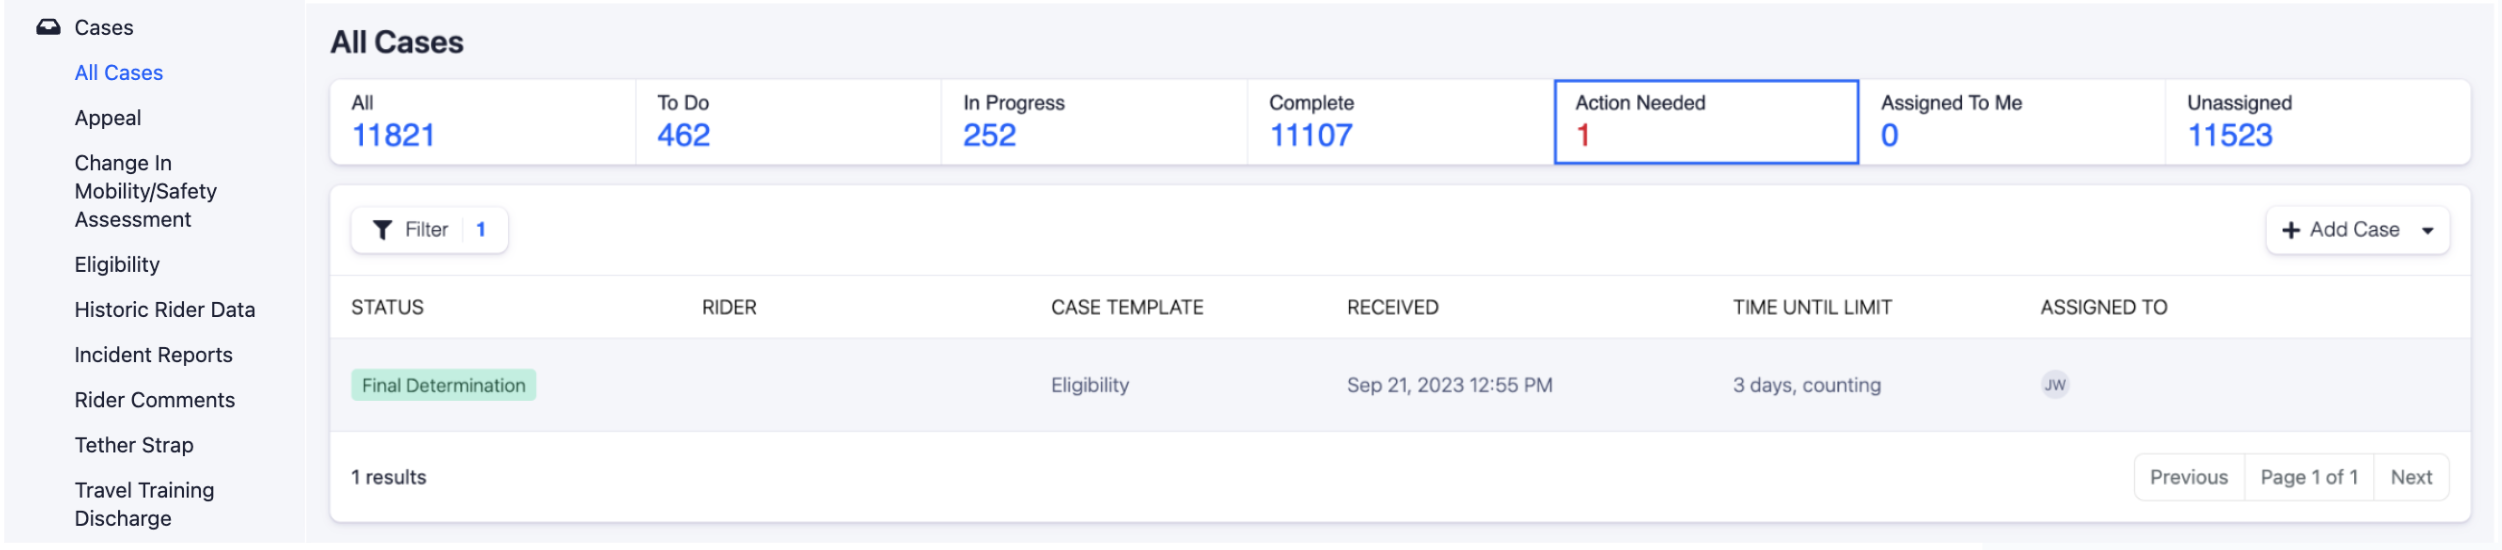 Cases
All Cases
Appeal
Change In
Mobility/Safety
Assessment
Eligibility
Historic Rider Data
Incident Reports
Rider Comments
Tether Strap
Travel Training
Discharge
All Cases
All To Do In Progress Complete Action Needed Assigned To Me Unassigned
11821 462 252 11107 1 0 11523
Filter 1 Add Case
STATUS RIDER CASE TEMPLATE RECEIVED TIME UNTIL LIMIT ASSIGNED TO
Final Determination Eligibility Sep 21, 2023 12:55 PM 3 days, counting JW
1 results Previous Page 1 of 1 Next